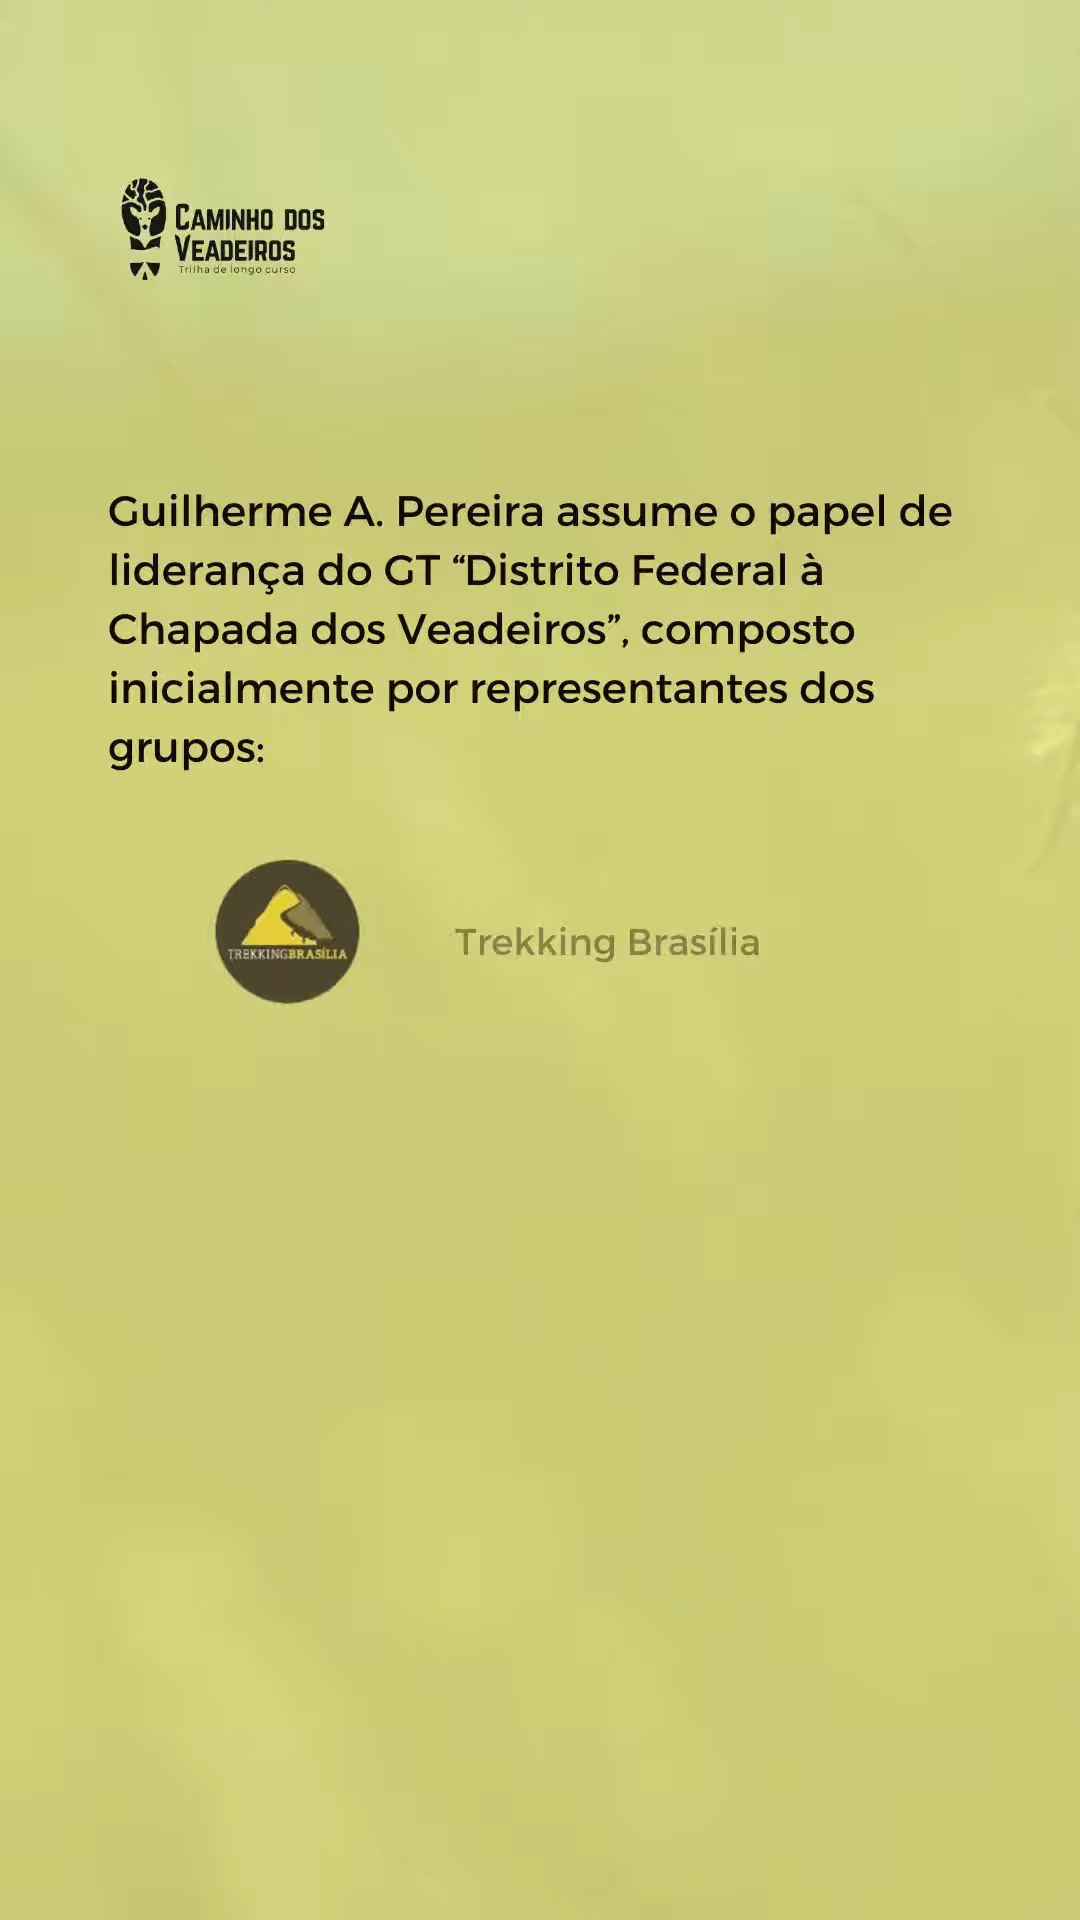 CAMINHO DOS
VEADEIROS
Trilha de longo curso
Guilherme A. Pereira assume o papel de
liderança do GT “Distrito Federal à
Chapada dos Veadeiros”, composto
inicialmente por representantes dos
grupos:
TREKKINGBRASÍLIA
Trekking Brasília